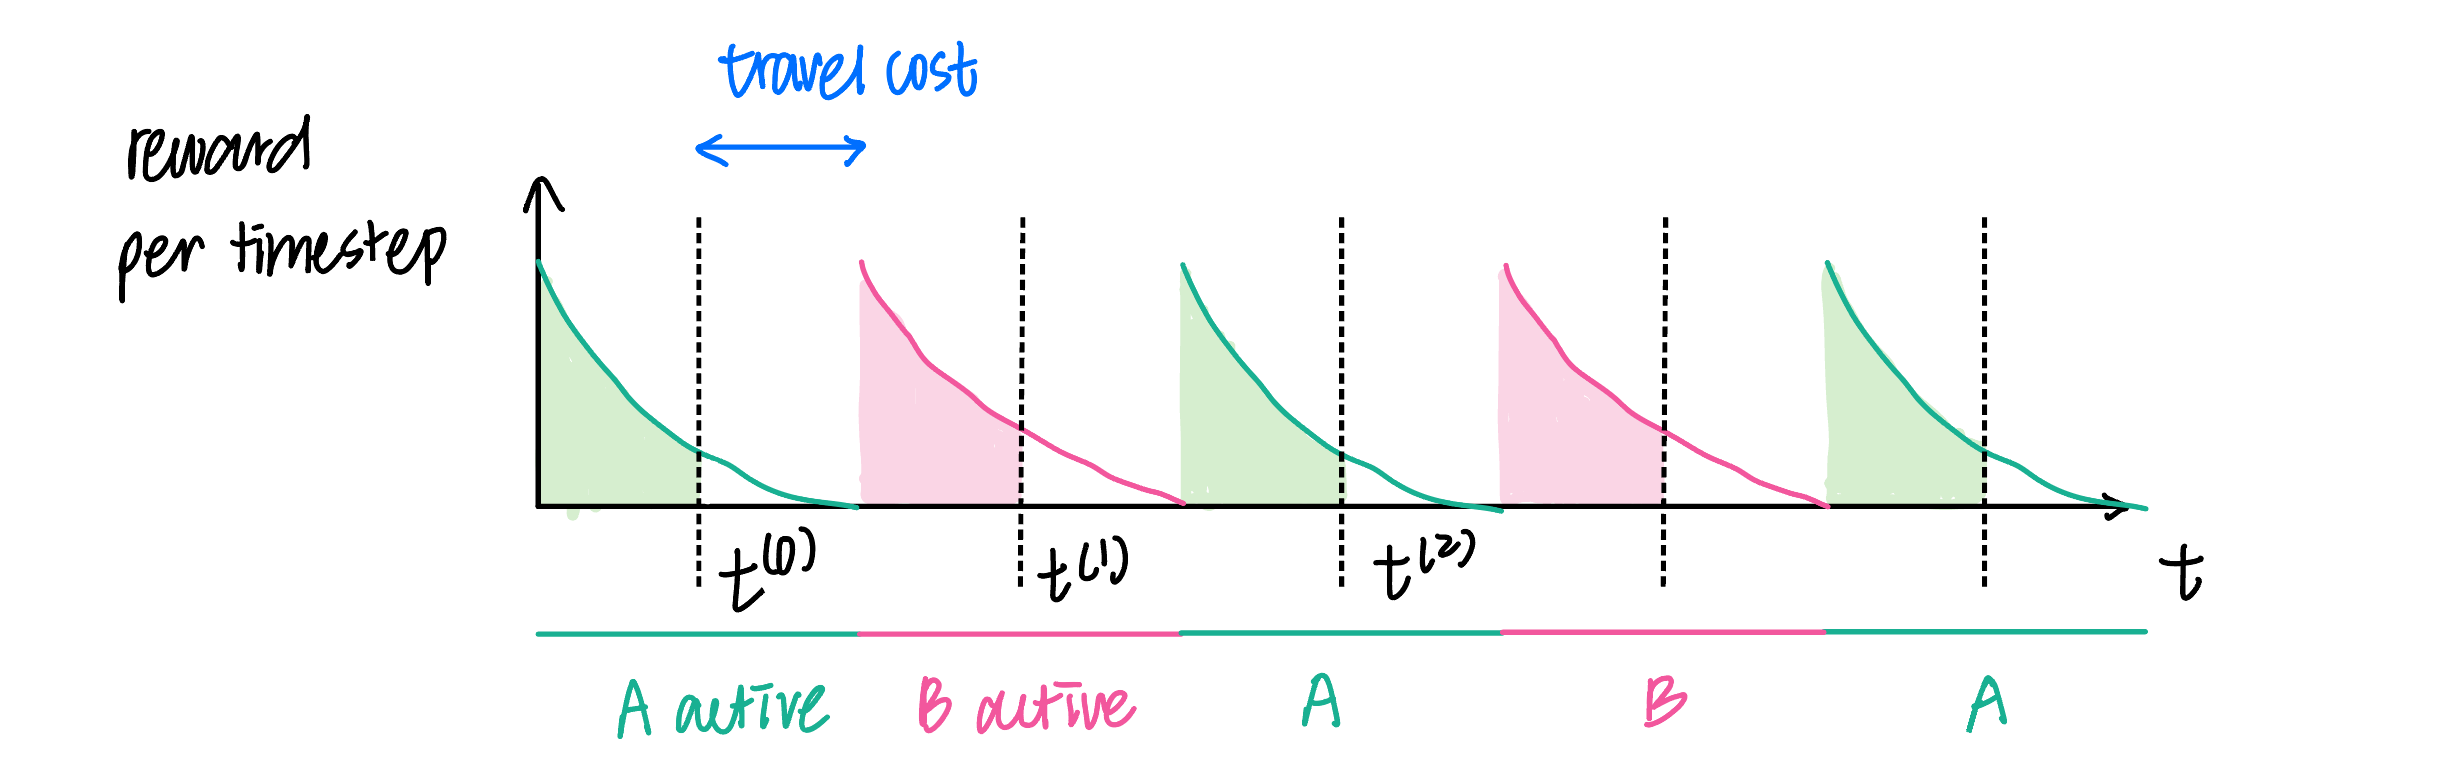 travel cost
reward
per timestep
t^(0) t^(1) t^(2) t
A active B active A B A